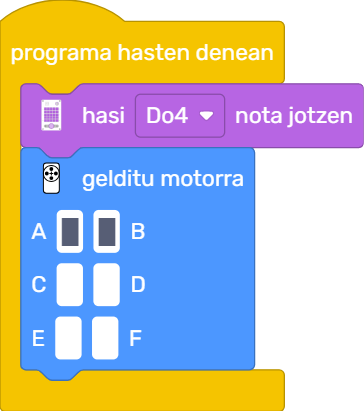 programa hasten denean
hasi Do4 nota jotzen
gelditu motorra
A B
C D
E F